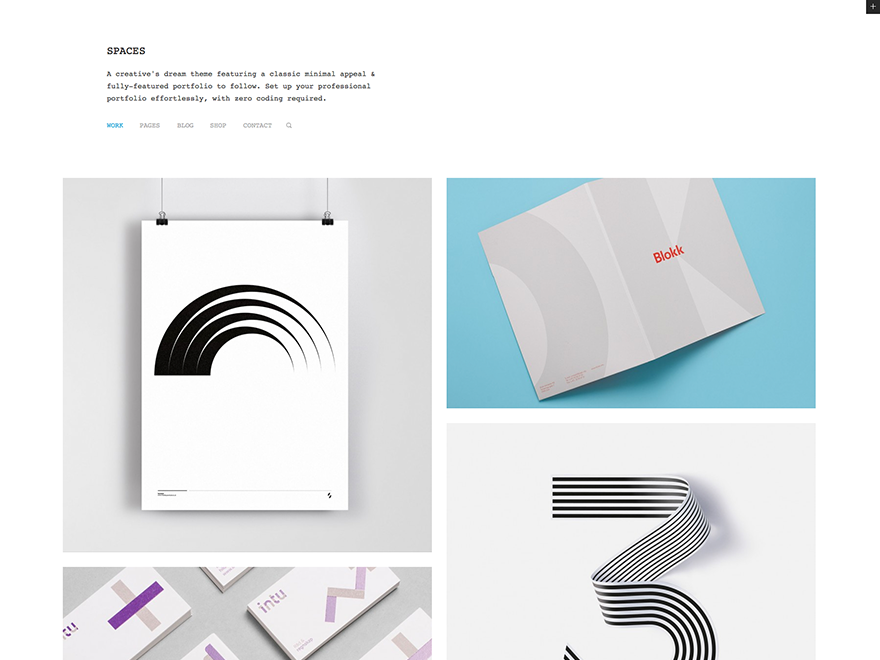 +
SPACES
A creative's dream theme featuring a classic minimal appeal &
fully-featured portfolio to follow. Set up your professional
portfolio effortlessly, with zero coding required.
WORK PAGES BLOG SHOP CONTACT
Blokk
3
intu